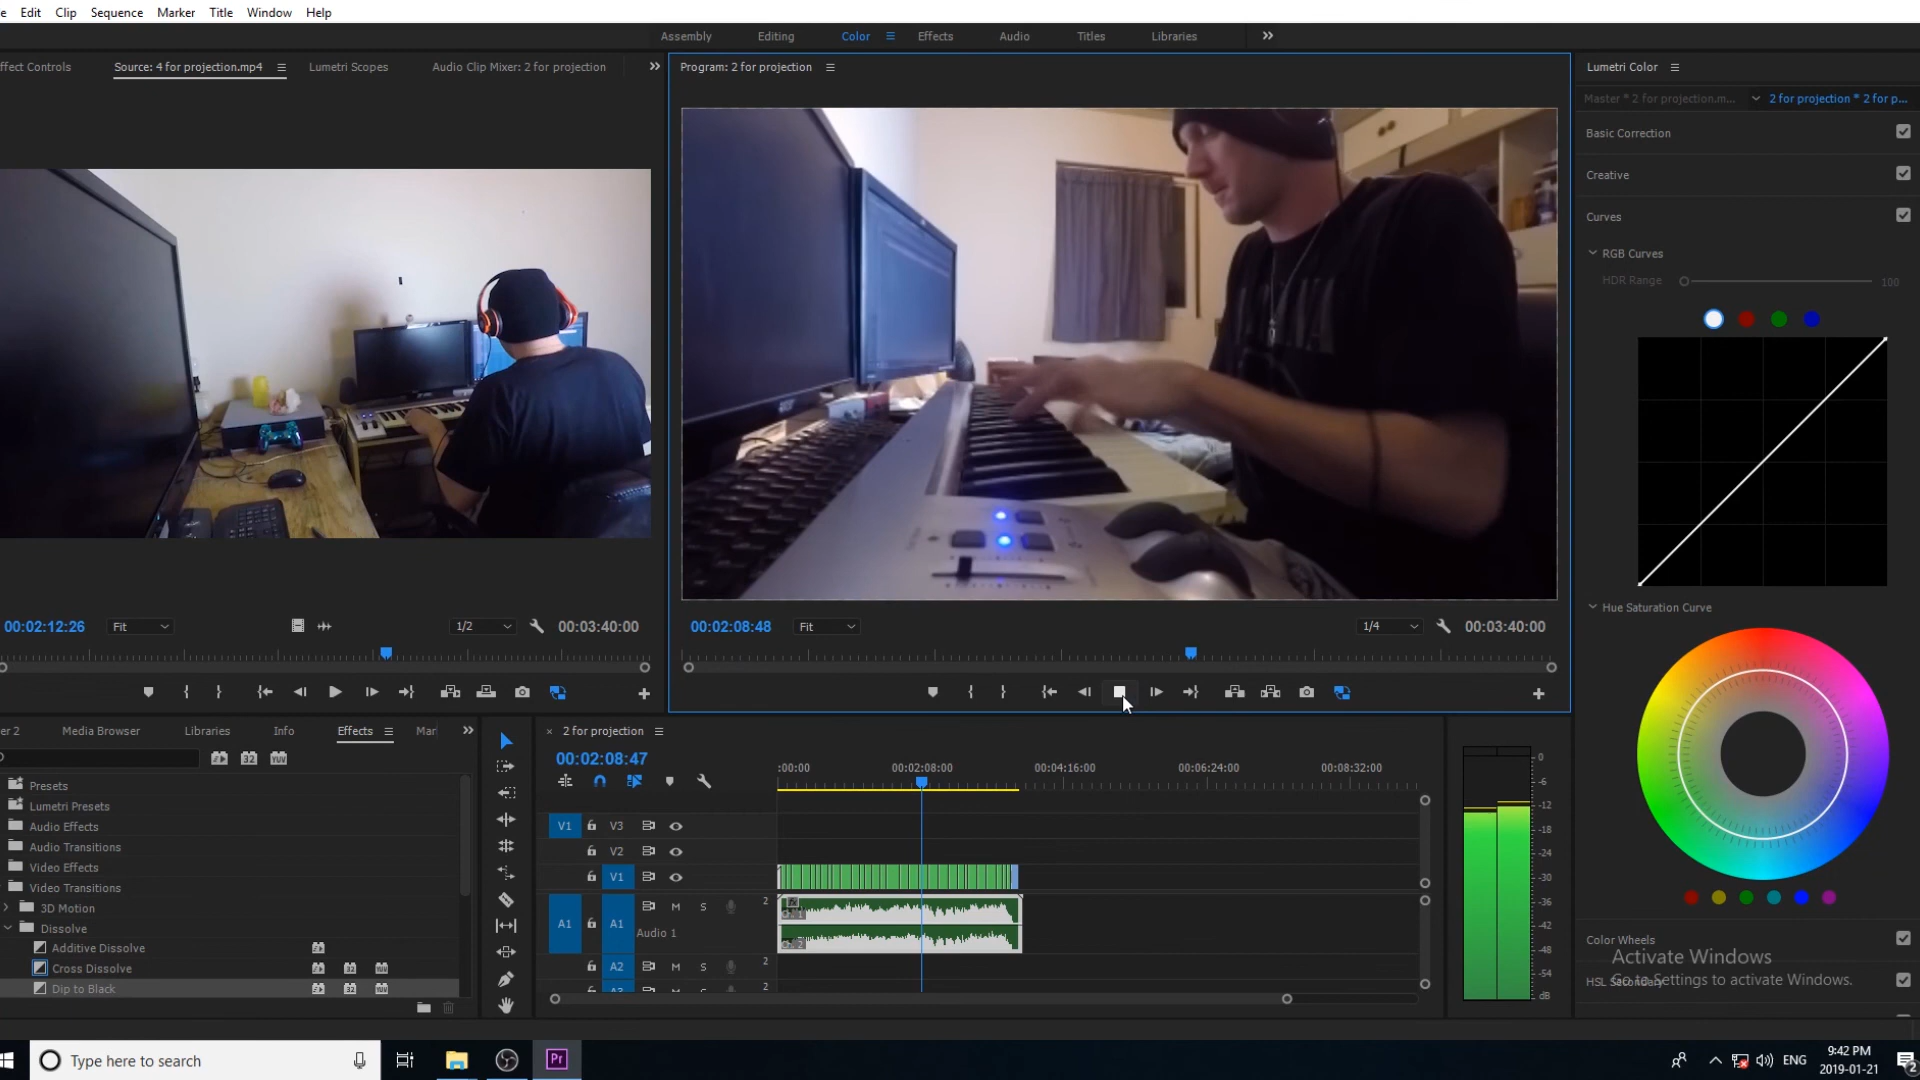 e Edit Clip Sequence Marker Title Window Help
Assembly Editing Color Effects Audio Titles Libraries
ffect Controls Source: 4 for projection.mp4 Lumetri Scopes Audio Clip Mixer: 2 for projection
Program: 2 for projection
Lumetri Color
Master * 2 for projection.m... 2 for projection * 2 for p...
Basic Correction
Creative
Curves
RGB Curves
HDR Range 100
Hue Saturation Curve
Color Wheels
HSL Secondary
Activate Windows
Go to Settings to activate Windows.
00:02:12:26 Fit 1/2 00:03:40:00
00:02:08:48 Fit 1/4 00:03:40:00
er 2 Media Browser Libraries Info Effects Mar
32 YUV
Presets
Lumetri Presets
Audio Effects
Audio Transitions
Video Effects
Video Transitions
3D Motion
Dissolve
Additive Dissolve
Cross Dissolve
Dip to Black
× 2 for projection
00:02:08:47
:00:00 00:02:08:00 00:04:16:00 00:06:24:00 00:08:32:00
V1 V3
V2
V1
A1 A1 M S 2
Audio 1
A2 M S 2
A3 M S 2
0
-6
-12
-18
-24
-30
-36
-42
-48
-54
dB
Type here to search
Pr
ENG
9:42 PM
2019-01-21
2